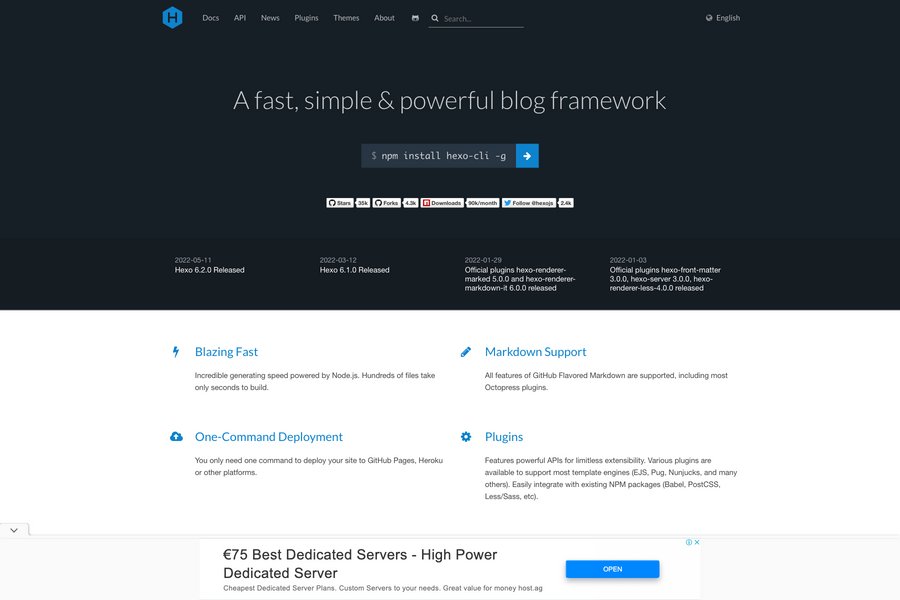 H
Docs API News Plugins Themes About Search... English
A fast, simple & powerful blog framework
$ npm install hexo-cli -g
Stars 35k Forks 4.3k Downloads 90k/month Follow @hexojs 2.4k
2022-05-11
Hexo 6.2.0 Released
2022-03-12
Hexo 6.1.0 Released
2022-01-29
Official plugins hexo-renderer-
marked 5.0.0 and hexo-renderer-
markdown-it 6.0.0 released
2022-01-03
Official plugins hexo-front-matter
3.0.0, hexo-server 3.0.0, hexo-
renderer-less-4.0.0 released
Blazing Fast
Incredible generating speed powered by Node.js. Hundreds of files take
only seconds to build.
Markdown Support
All features of GitHub Flavored Markdown are supported, including most
Octopress plugins.
One-Command Deployment
You only need one command to deploy your site to GitHub Pages, Heroku
or other platforms.
Plugins
Features powerful APIs for limitless extensibility. Various plugins are
available to support most template engines (EJS, Pug, Nunjucks, and many
others). Easily integrate with existing NPM packages (Babel, PostCSS,
Less/Sass, etc).
€75 Best Dedicated Servers - High Power
Dedicated Server
Cheapest Dedicated Server Plans. Custom Servers to your needs. Great value for money host.ag
OPEN